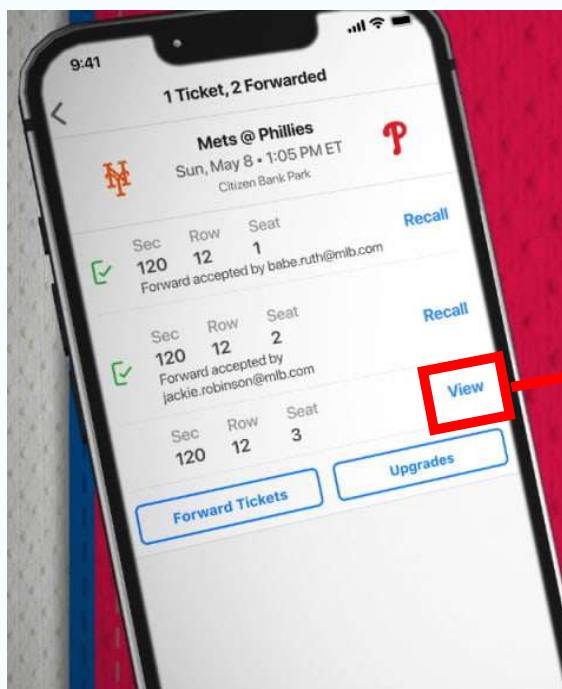 9:41
1 Ticket, 2 Forwarded
Mets @ Phillies
Sun, May 8 • 1:05 PM ET
Citizen Bank Park
NY
P
Sec Row Seat
120 12 1
Recall
Forward accepted by babe.ruth@mlb.com
Sec Row Seat
120 12 2
Recall
Forward accepted by
jackie.robinson@mlb.com
Sec Row Seat
120 12 3
View
Forward Tickets
Upgrades